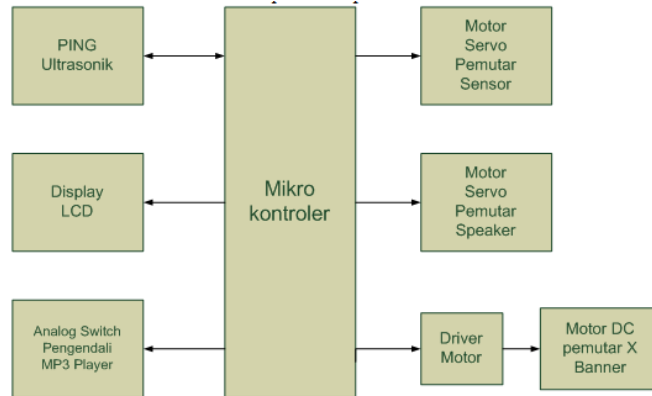 PING
Ultrasonik
Motor
Servo
Pemutar
Sensor
Display
LCD
Mikro
kontroler
Motor
Servo
Pemutar
Speaker
Analog Switch
Pengendali
MP3 Player
Driver
Motor
Motor DC
pemutar X
Banner